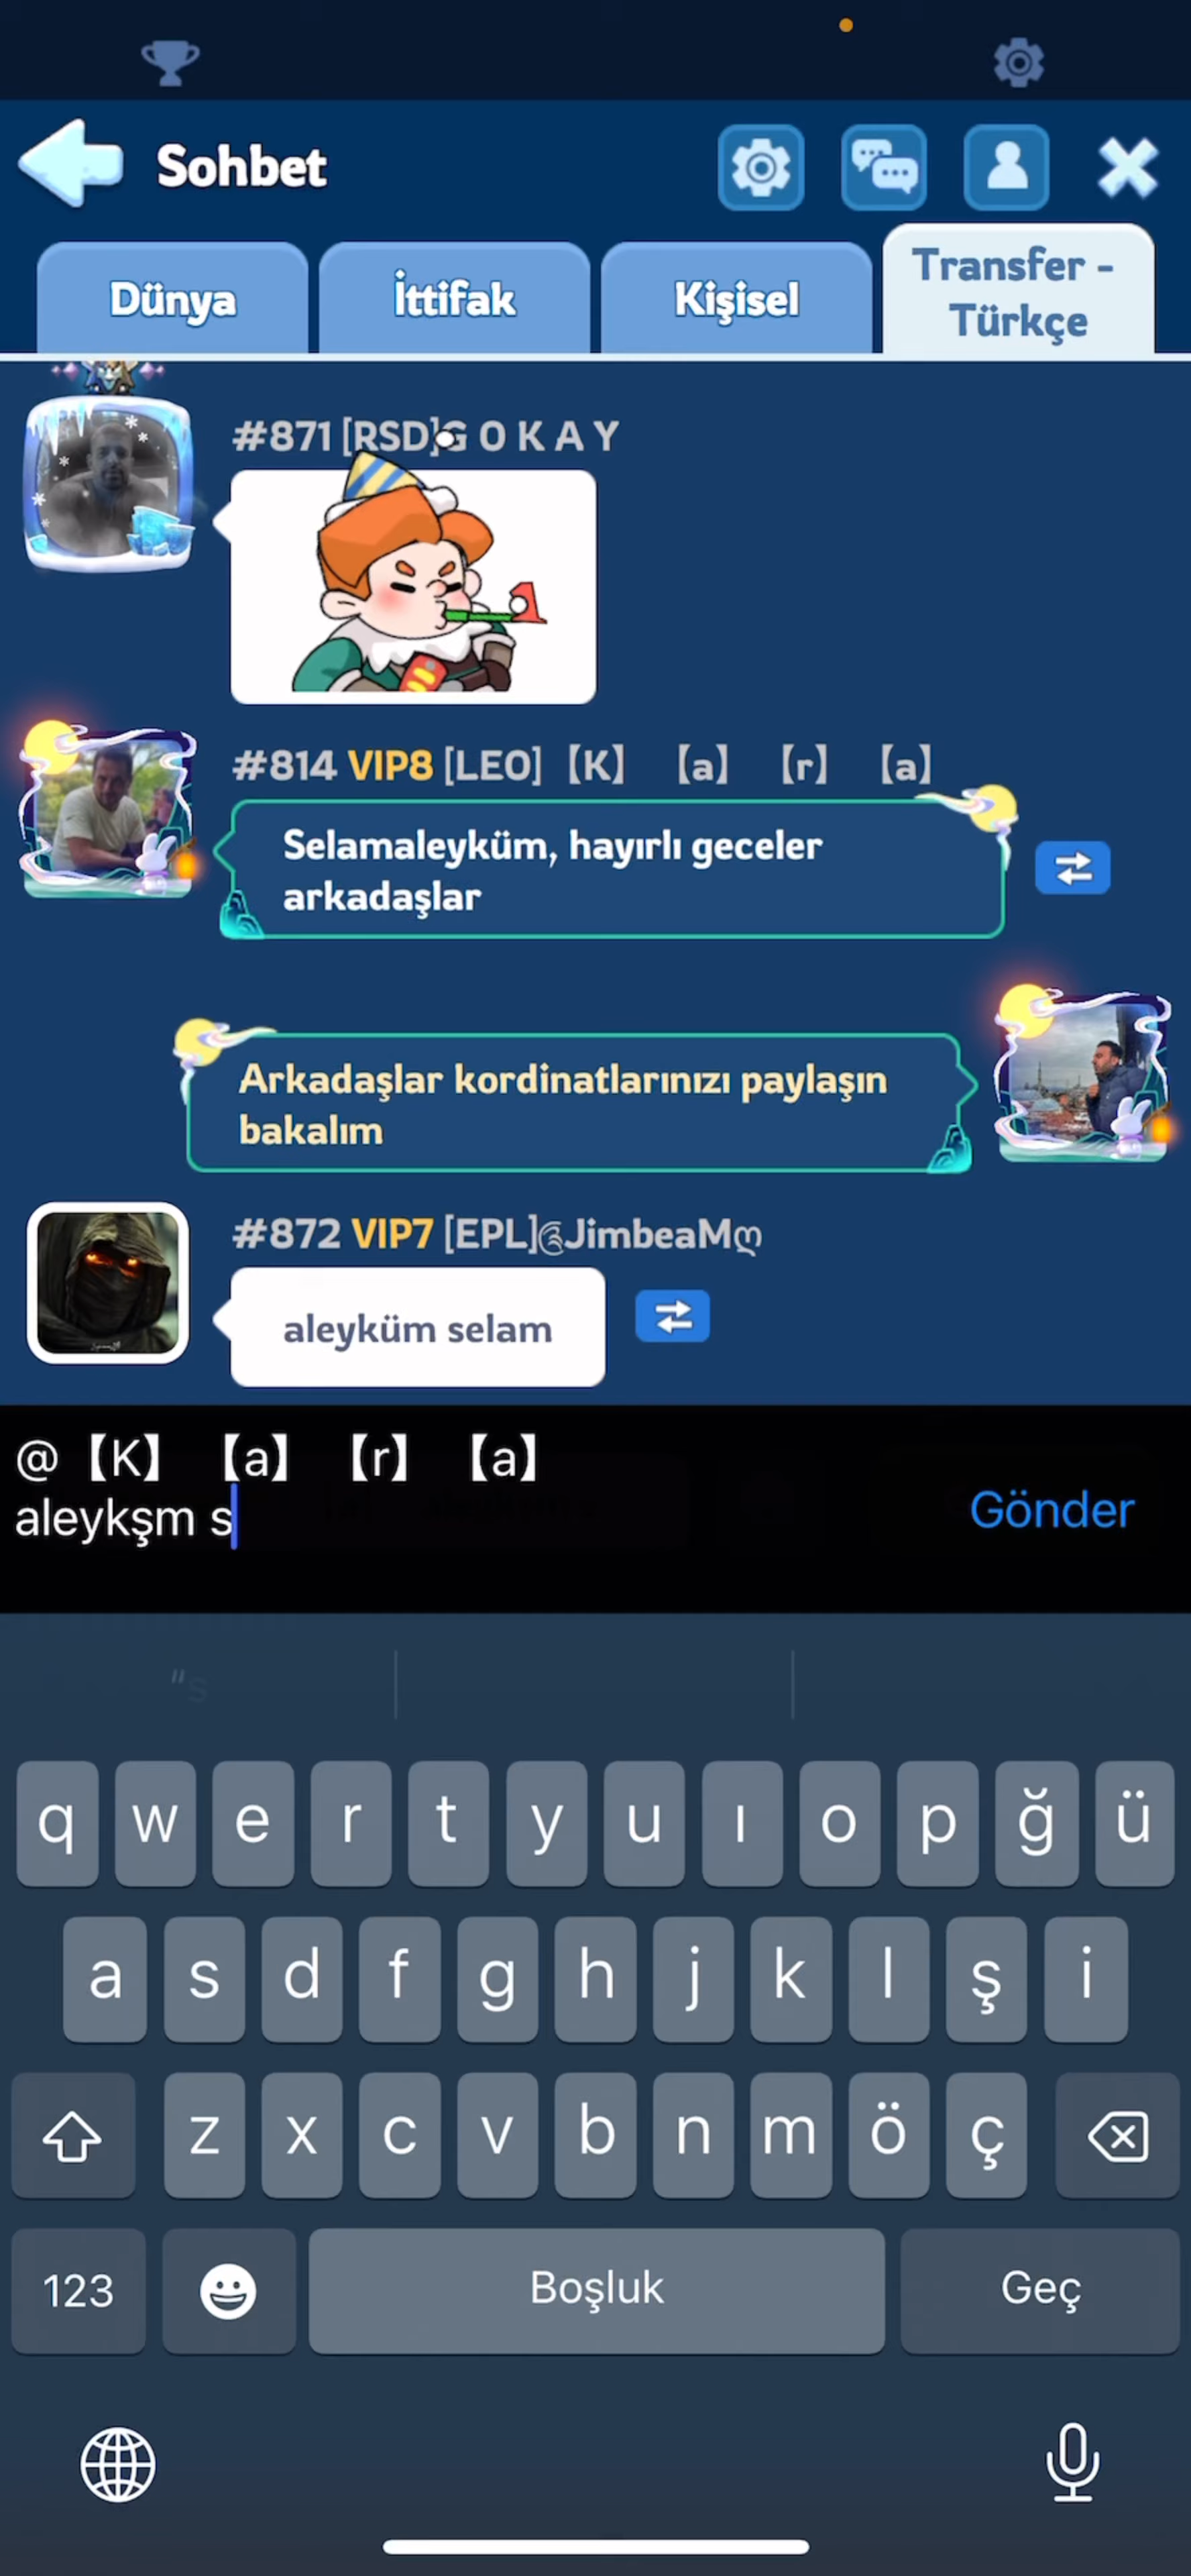 Sohbet
Dünya
İttifak
Kişisel
Transfer -
Türkçe
#871 [RSD]G O K A Y
#814 VIP8 [LEO]【K】 【a】 【r】 【a】
Selamaleyküm, hayırlı geceler
arkadaşlar
Arkadaşlar kordinatlarınızı paylaşın
bakalım
#872 VIP7 [EPL]ૐJimbeaMღ
aleyküm selam
@【K】 【a】 【r】 【a】
aleykşm s
Gönder
"s
q w e r t y u ı o p ğ ü
a s d f g h j k l ş i
z x c v b n m ö ç
123 Boşluk Geç